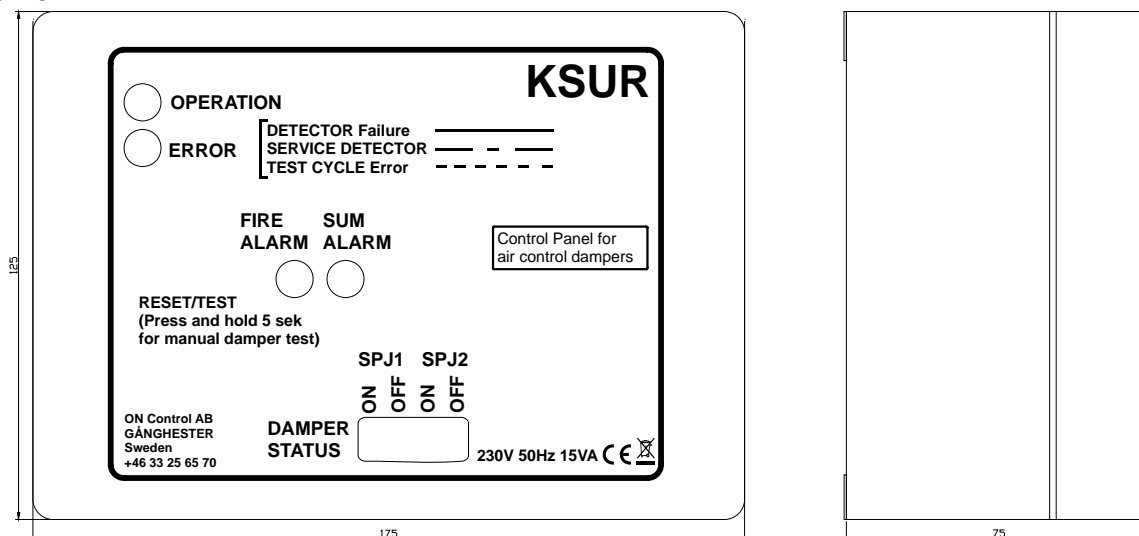 KSUR
OPERATION
ERROR
DETECTOR Failure
SERVICE DETECTOR
TEST CYCLE Error
FIRE
ALARM
SUM
ALARM
Control Panel for
air control dampers
RESET/TEST
(Press and hold 5 sek
for manual damper test)
SPJ1 SPJ2
ON OFF ON OFF
DAMPER
STATUS
ON Control AB
GÅNGHESTER
Sweden
+46 33 25 65 70
230V 50Hz 15VA CE
125
175
75